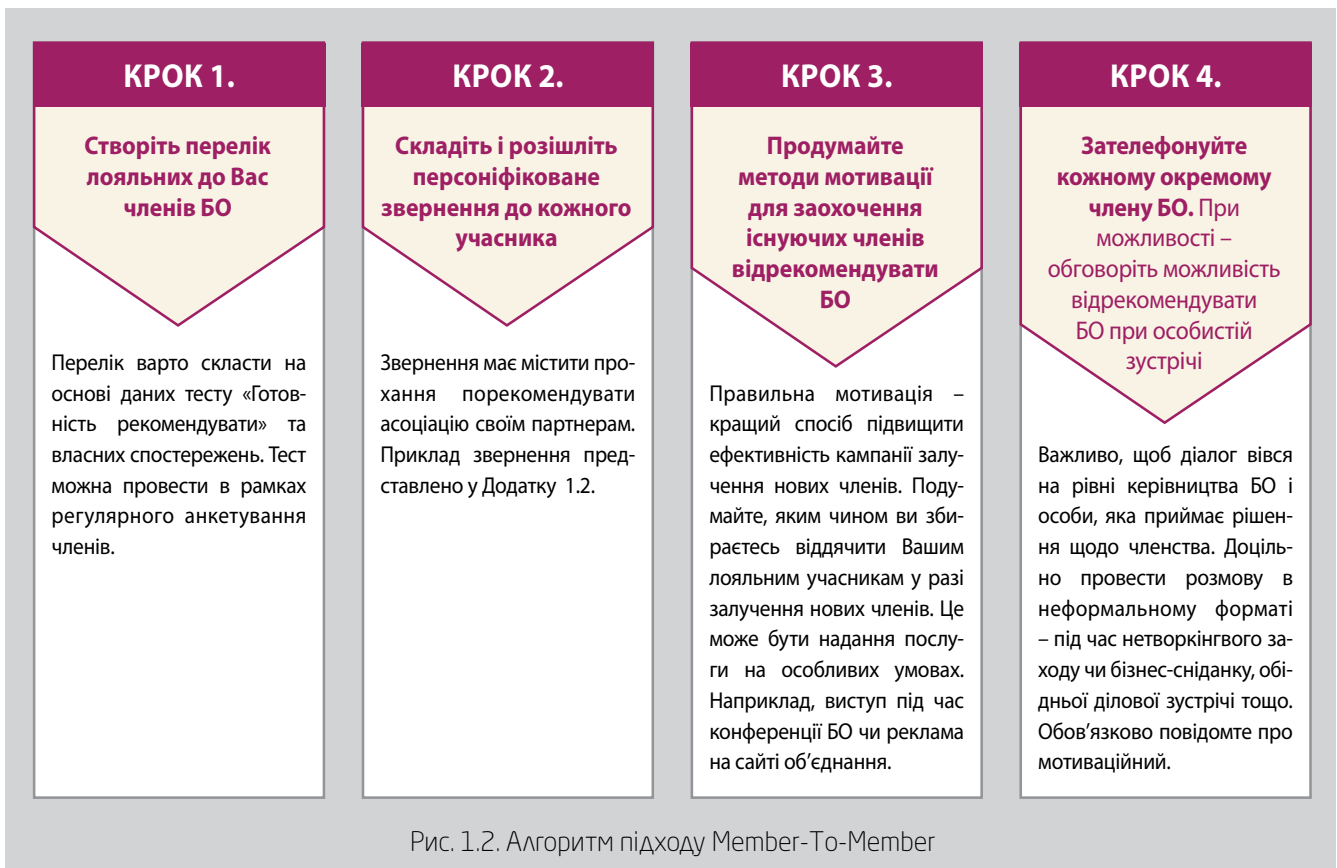 КРОК 1.
Створіть перелік
лояльних до Вас
членів БО
Перелік варто скласти на
основі даних тесту «Готов-
ність рекомендувати» та
власних спостережень. Тест
можна провести в рамках
регулярного анкетування
членів.
КРОК 2.
Складіть і розішліть
персоніфіковане
звернення до кожного
учасника
Звернення має містити про-
хання порекомендувати
асоціацію своїм партнерам.
Приклад звернення пред-
ставлено у Додатку 1.2.
КРОК 3.
Продумайте
методи мотивації
для заохочення
існуючих членів
відрекомендувати
БО
Правильна мотивація –
кращий спосіб підвищити
ефективність кампанії залу-
чення нових членів. Поду-
майте, яким чином ви зби-
раєтесь віддячити Вашим
лояльним учасникам у разі
залучення нових членів. Це
може бути надання послу-
ги на особливих умовах.
Наприклад, виступ під час
конференції БО чи реклама
на сайті об’єднання.
КРОК 4.
Зателефонуйте
кожному окремому
члену БО. При
можливості –
обговоріть можливість
відрекомендувати
БО при особистій
зустрічі
Важливо, щоб діалог вівся
на рівні керівництва БО і
особи, яка приймає рішен-
ня щодо членства. Доціль-
но провести розмову в
неформальному форматі
– під час нетворкінгвого за-
ходу чи бізнес-сніданку, обі-
дньої ділової зустрічі тощо.
Обов’язково повідомте про
мотиваційний.
Рис. 1.2. Алгоритм підходу Member-To-Member